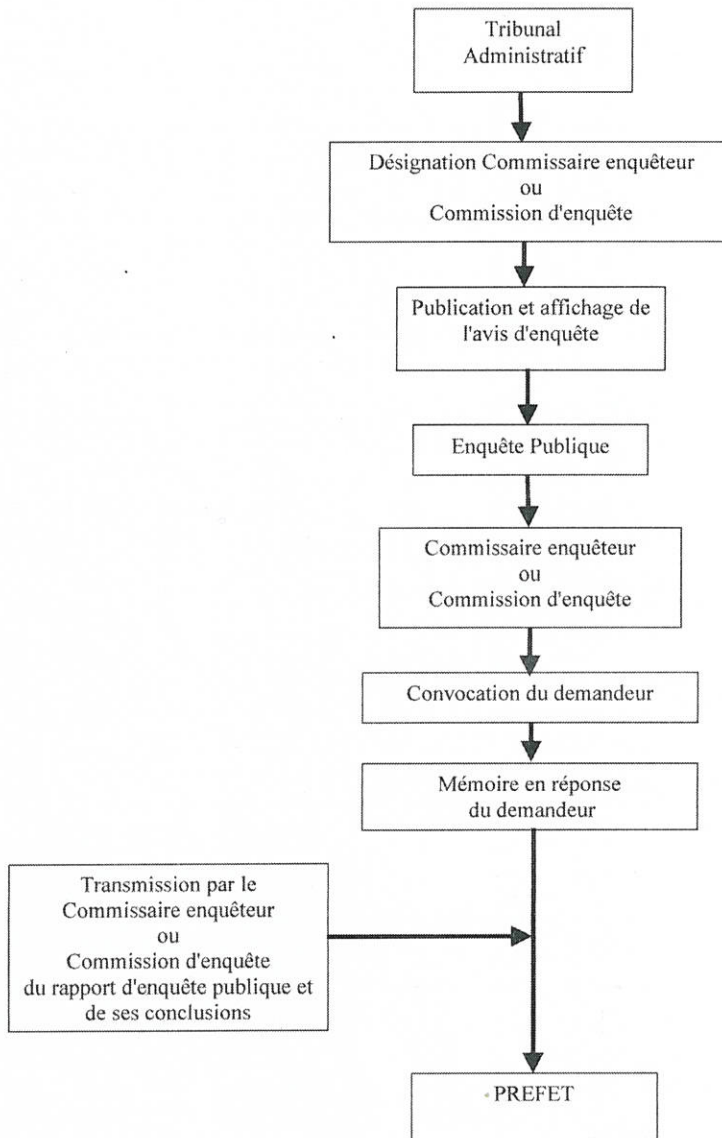 Tribunal
Administratif
Désignation Commissaire enquêteur
ou
Commission d'enquête
Publication et affichage de
l'avis d'enquête
Enquête Publique
Commissaire enquêteur
ou
Commission d'enquête
Convocation du demandeur
Mémoire en réponse
du demandeur
Transmission par le
Commissaire enquêteur
ou
Commission d'enquête
du rapport d'enquête publique et
de ses conclusions
PREFET